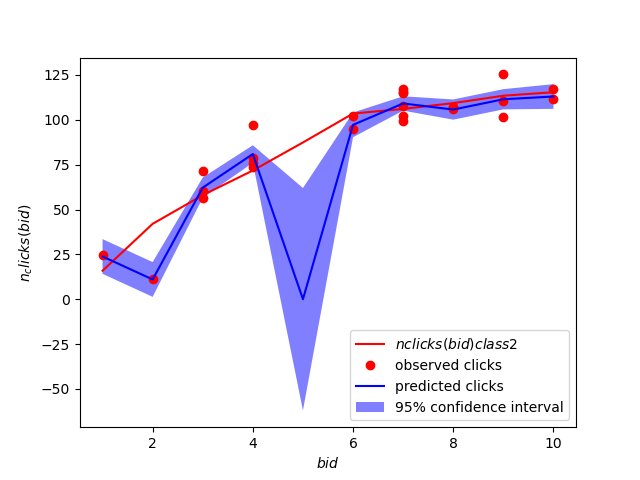 125
100
75
50
25
0
−25
−50
n_clicks(bid)
2
4
6
8
10
bid
nclicks(bid)class2
observed clicks
predicted clicks
95% confidence interval